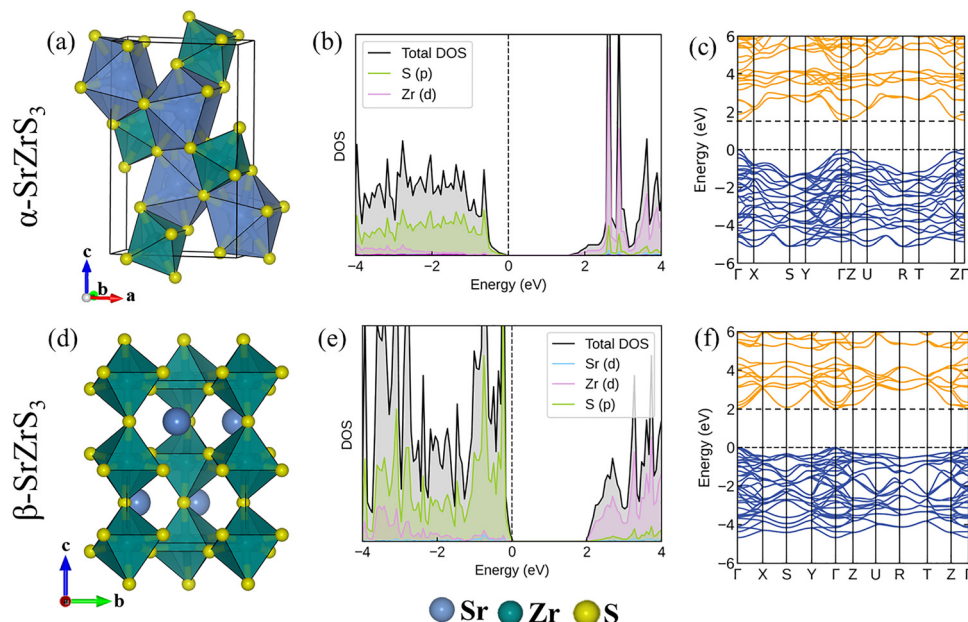 (a)
α-SrZrS3
c
b
a
(b)
Total DOS
S (p)
Zr (d)
DOS
−4 −2 0 2 4
Energy (eV)
(c)
6
4
2
0
−2
−4
−6
Energy (eV)
Γ X S Y Γ Z U R T Z Γ
(d)
β-SrZrS3
c
b
(e)
Total DOS
Sr (d)
Zr (d)
S (p)
DOS
−4 −2 0 2 4
Energy (eV)
(f)
6
4
2
0
−2
−4
−6
Energy (eV)
Γ X S Y Γ Z U R T Z Γ
Sr Zr S